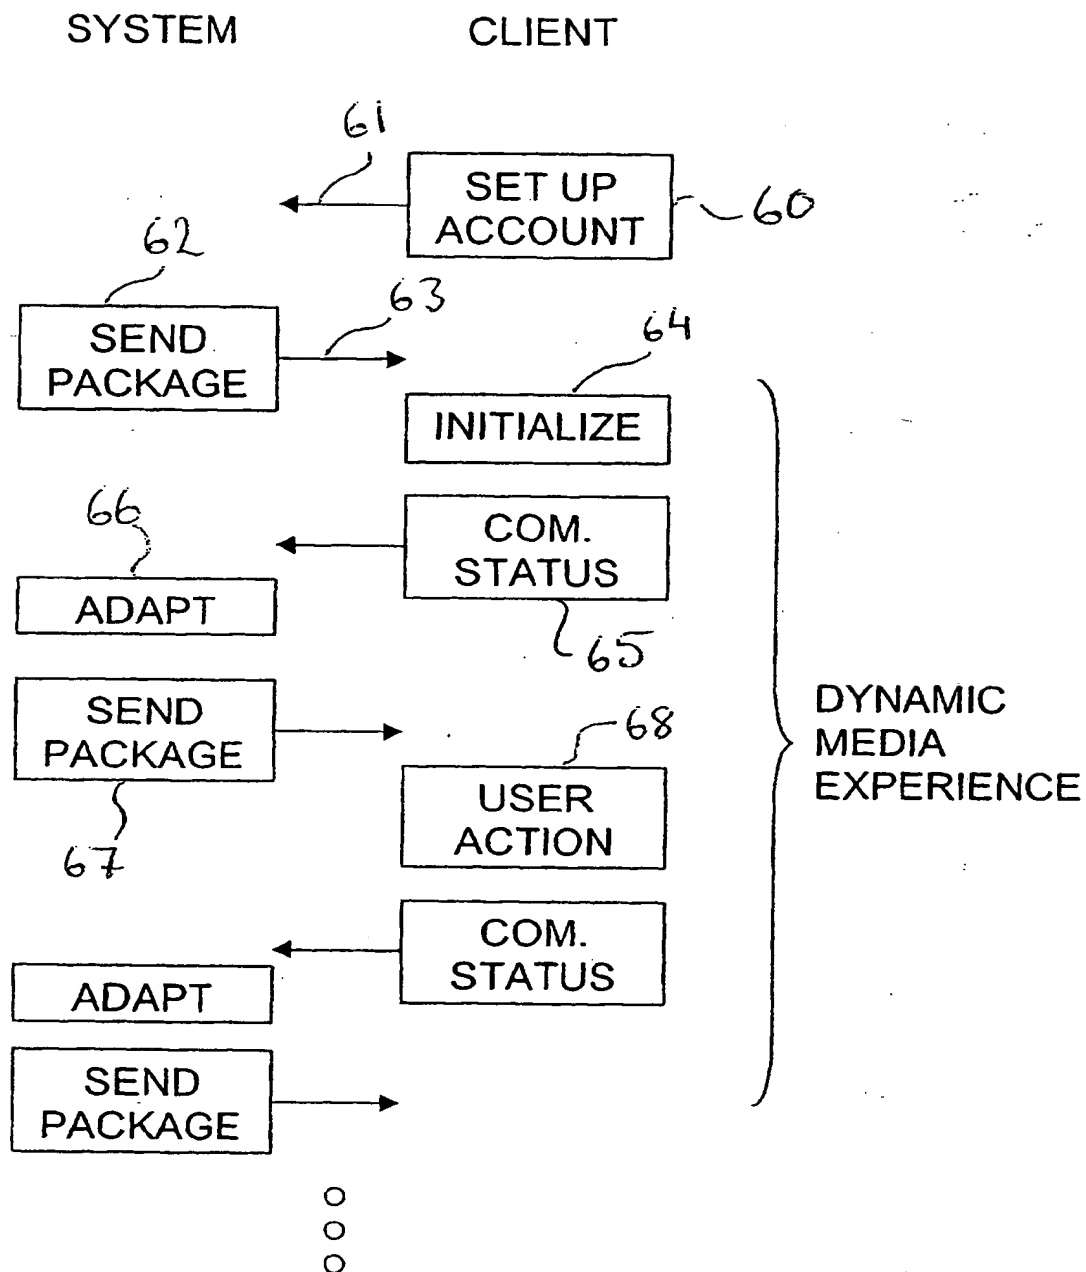 SYSTEM CLIENT
61
SET UP
ACCOUNT
60
62
63
SEND
PACKAGE
64
INITIALIZE
66
COM.
STATUS
ADAPT
65
SEND
PACKAGE
68
67
USER
ACTION
DYNAMIC
MEDIA
EXPERIENCE
COM.
STATUS
ADAPT
SEND
PACKAGE